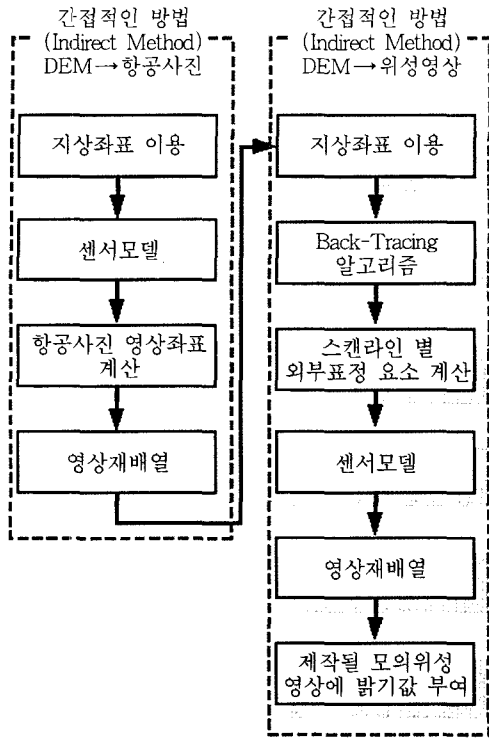 간접적인 방법
(Indirect Method)
DEM→항공사진
지상좌표 이용
센서모델
항공사진 영상좌표
계산
영상재배열
간접적인 방법
(Indirect Method)
DEM→위성영상
지상좌표 이용
Back-Tracing
알고리즘
스캔라인 별
외부표정 요소 계산
센서모델
영상재배열
제작될 모의위성
영상에 밝기값 부여